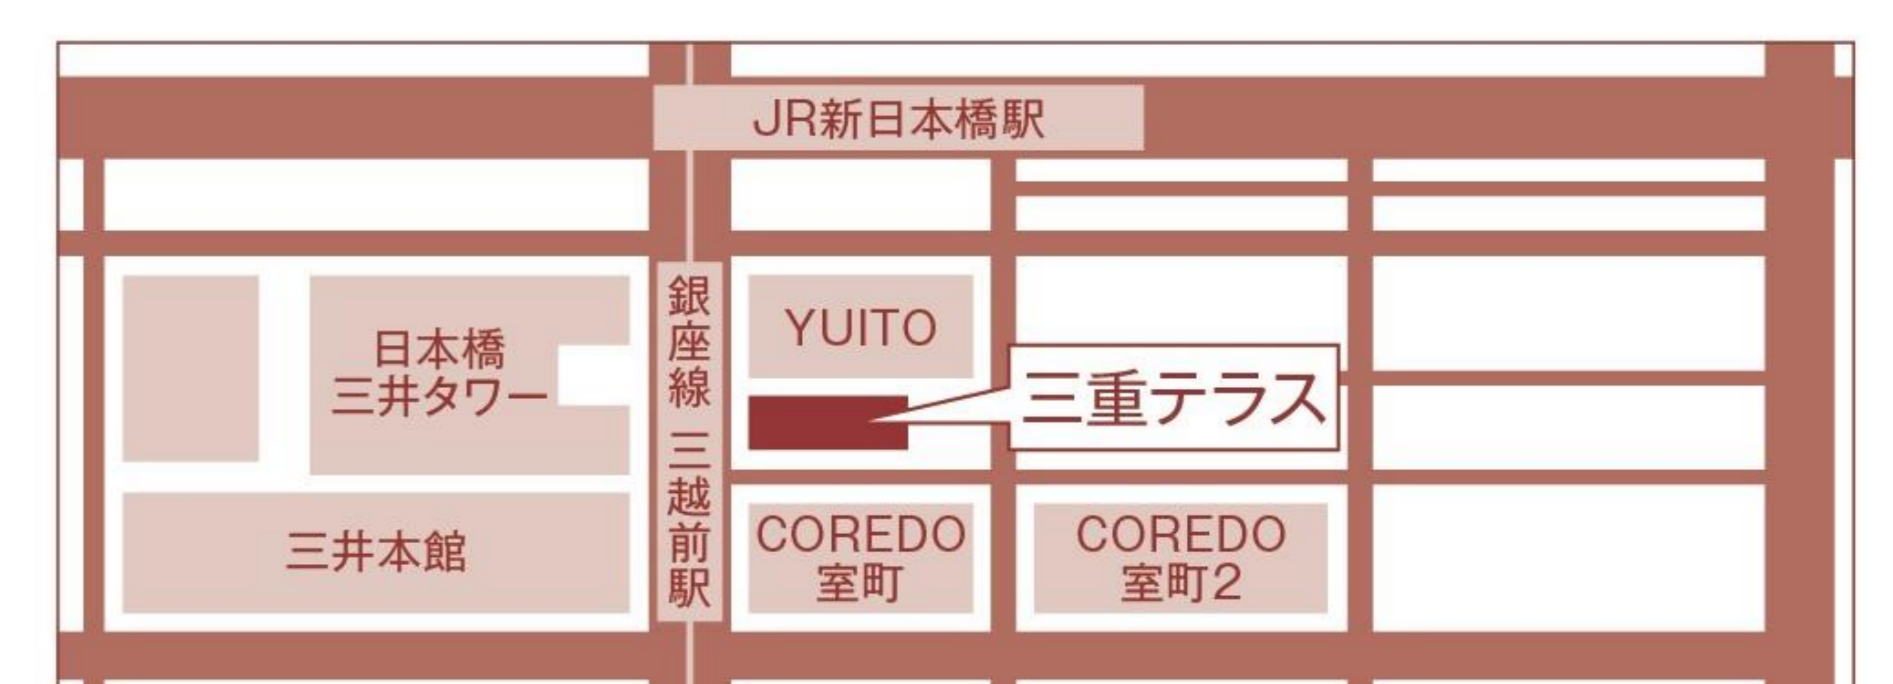 JR新日本橋駅
銀座線 三越前駅
YUITO
日本橋
三井タワー
三重テラス
三井本館
COREDO
室町
COREDO
室町2